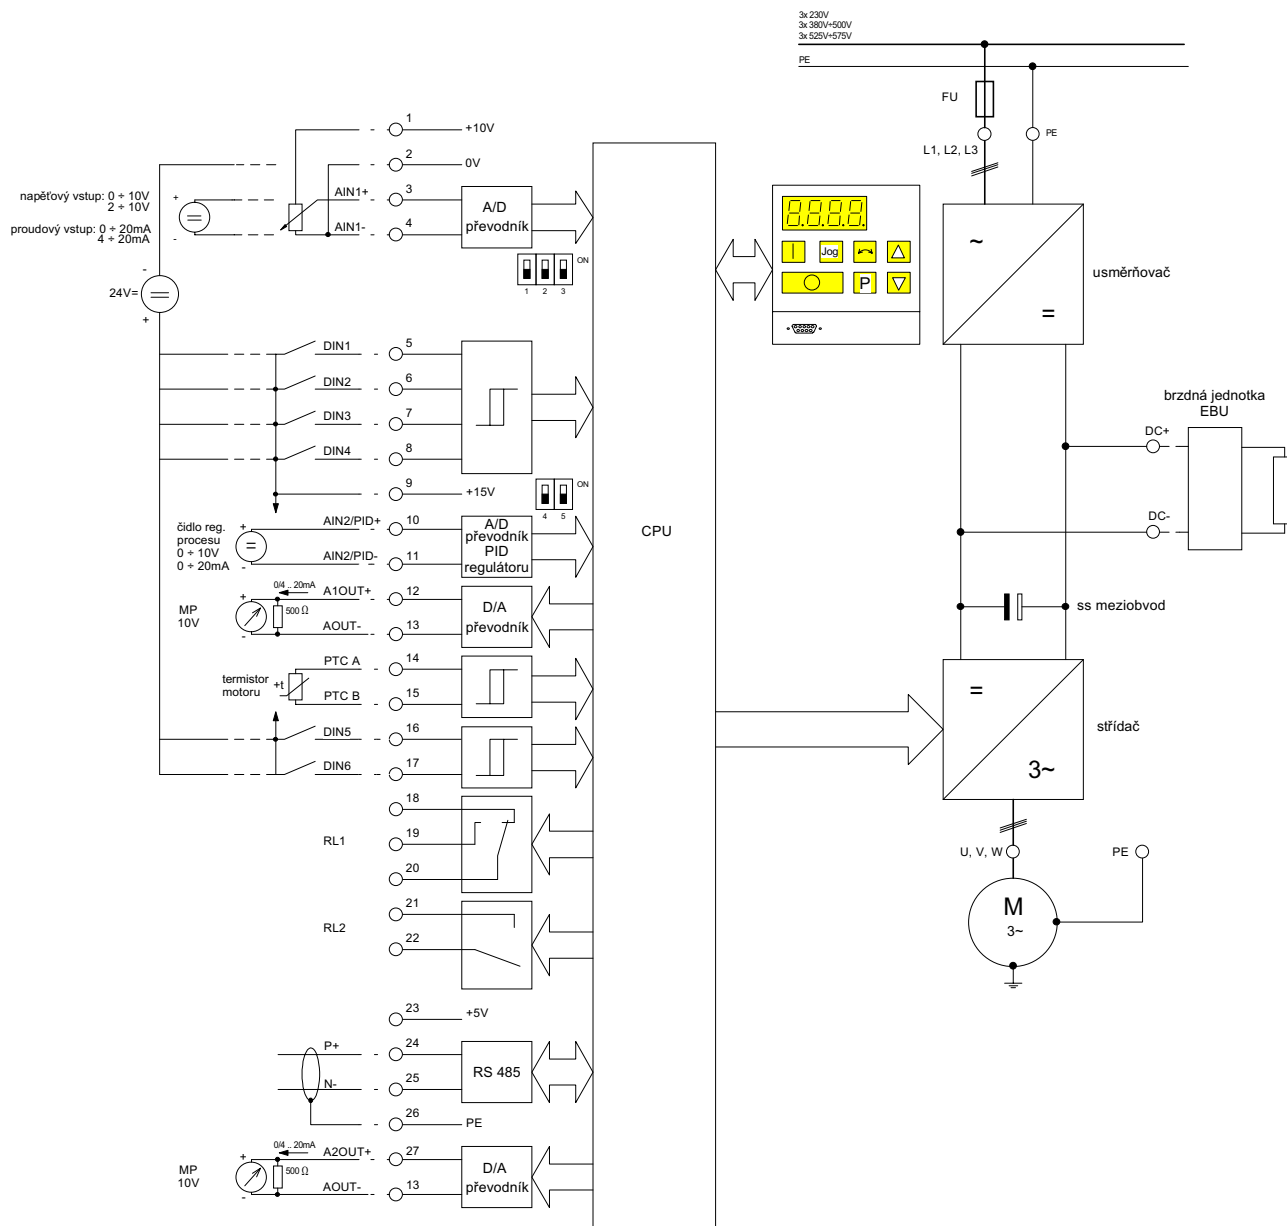 3x 230V
3x 380V÷500V
3x 525V÷575V
PE
FU
L1, L2, L3
PE
1
+10V
2
0V
napěťový vstup: 0 ÷ 10V
2 ÷ 10V
proudový vstup: 0 ÷ 20mA
4 ÷ 20mA
+
=
-
AIN1+
3
AIN1-
4
A/D
převodník
ON
1 2 3
-
24V=
+
8.8.8.8.
Jog
P
~
=
usměrňovač
DIN1
5
DIN2
6
DIN3
7
DIN4
8
9
+15V
ON
4 5
brzdná jednotka
EBU
DC+
DC-
CPU
čidlo reg.
procesu
0 ÷ 10V
0 ÷ 20mA
+
=
-
AIN2/PID+
10
AIN2/PID-
11
A/D
převodník
PID
regulátoru
MP
10V
+
-
0/4 .. 20mA
500 Ω
A1OUT+
12
AOUT-
13
D/A
převodník
ss meziobvod
termistor
motoru
+t
PTC A
14
PTC B
15
=
3~
střídač
DIN5
16
DIN6
17
RL1
18
19
20
U, V, W
PE
M
3~
RL2
21
22
23
+5V
P+
24
N-
25
RS 485
26
PE
MP
10V
+
-
0/4 .. 20mA
500 Ω
A2OUT+
27
AOUT-
13
D/A
převodník